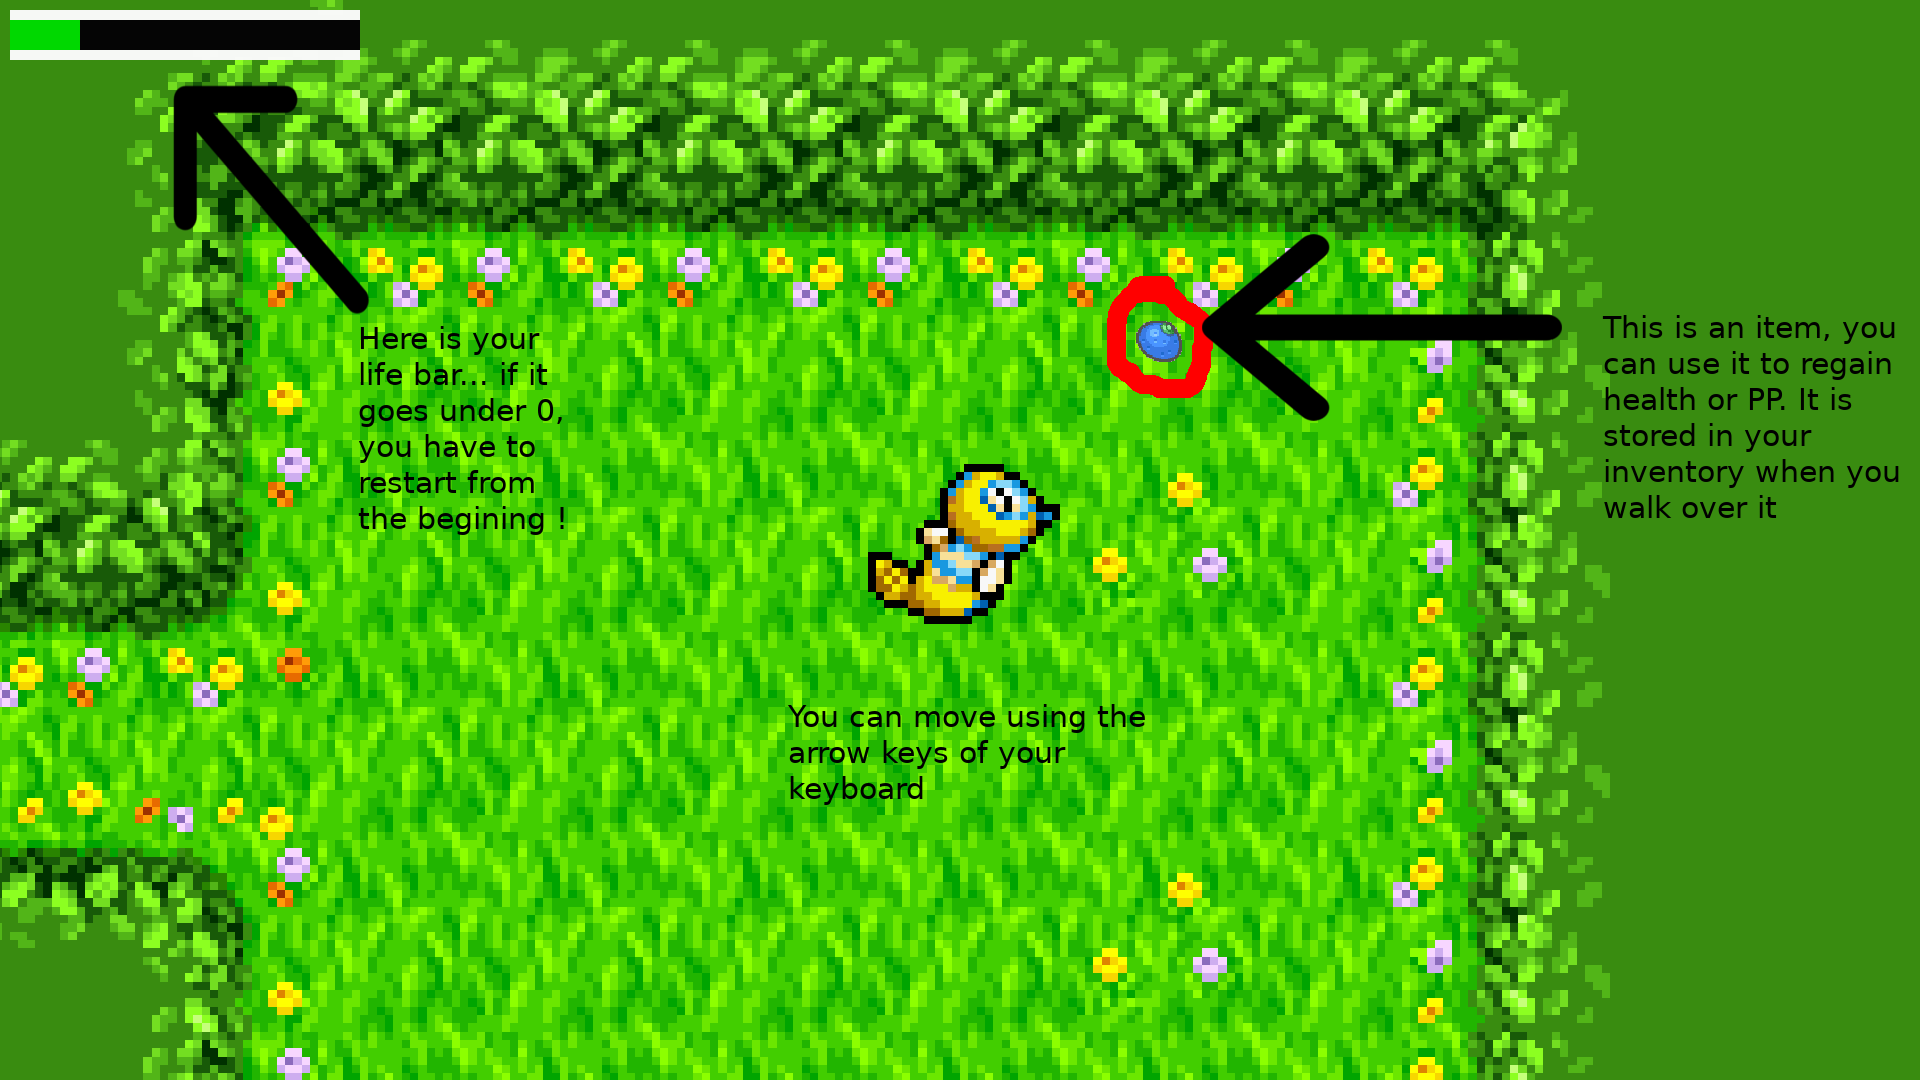 Here is your
life bar... if it
goes under 0,
you have to
restart from
the begining !
This is an item, you
can use it to regain
health or PP. It is
stored in your
inventory when you
walk over it
You can move using the
arrow keys of your
keyboard